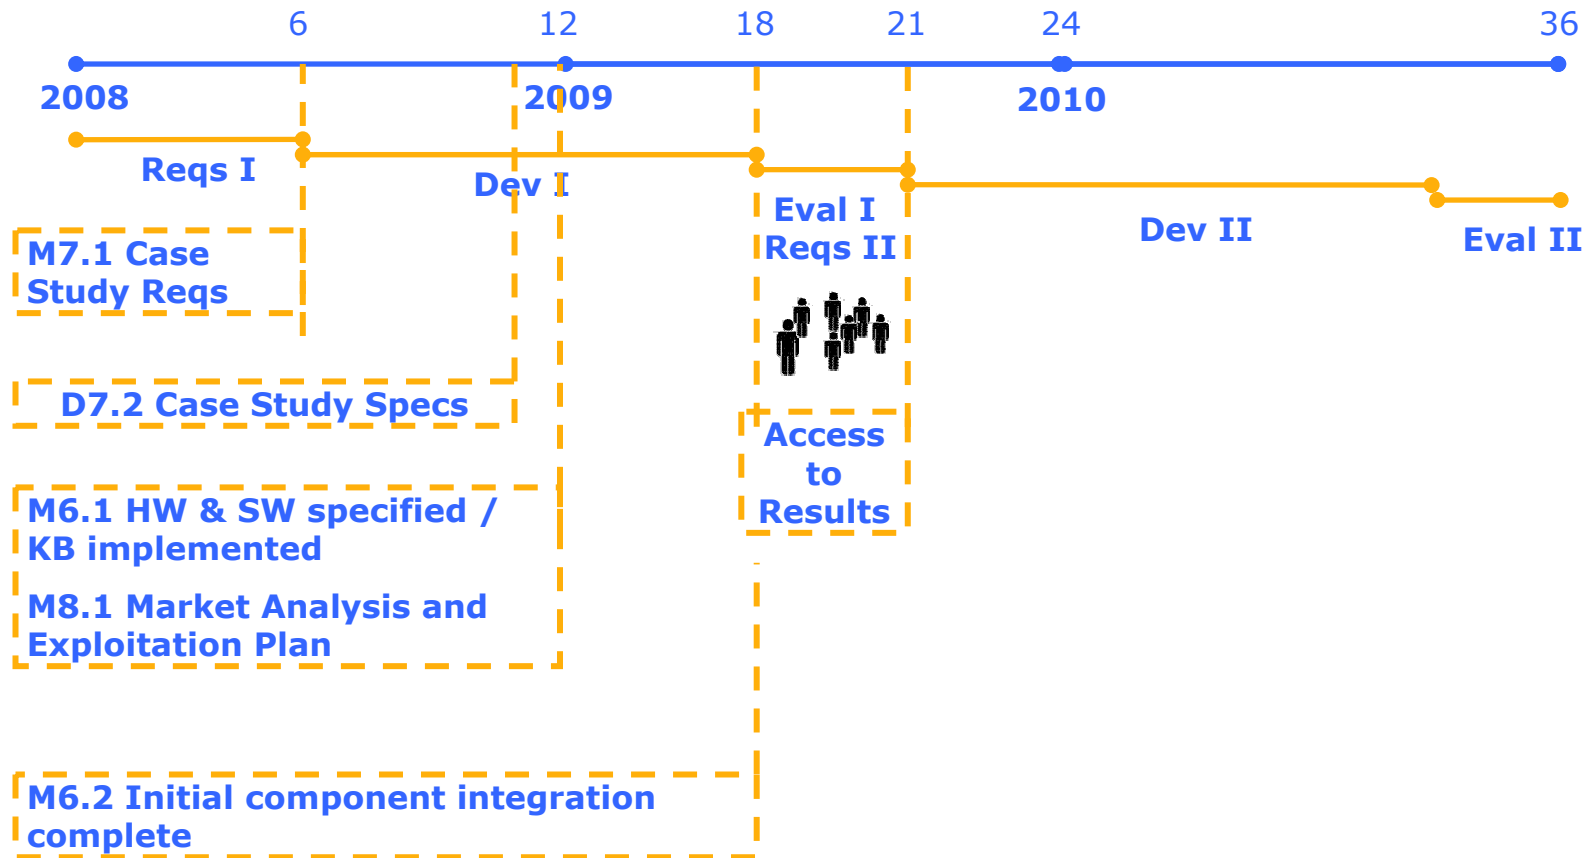 6
12
18
21
24
36
2008
2009
2010
Reqs I
Dev I
Eval I
Reqs II
Dev II
Eval II
M7.1 Case
Study Reqs
D7.2 Case Study Specs
Access
to
Results
M6.1 HW & SW specified /
KB implemented
M8.1 Market Analysis and
Exploitation Plan
M6.2 Initial component integration
complete